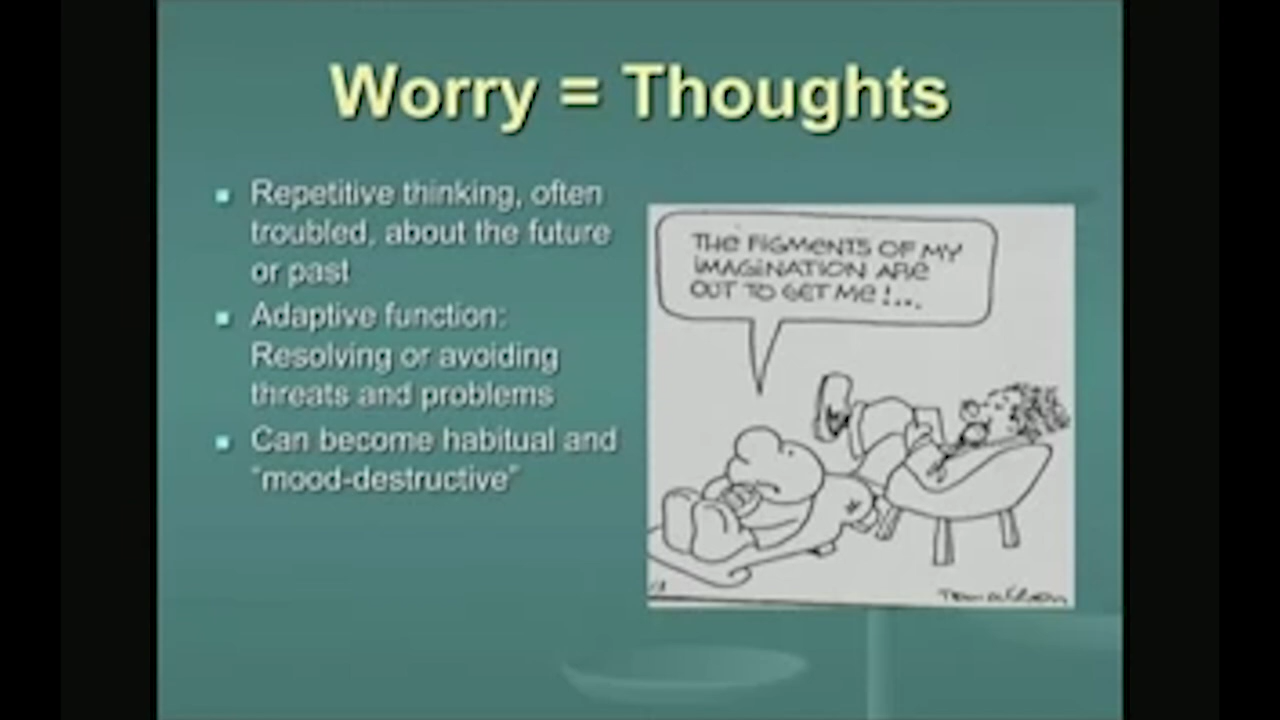 Worry = Thoughts
Repetitive thinking, often
troubled, about the future
or past
Adaptive function:
Resolving or avoiding
threats and problems
Can become habitual and
“mood-destructive”
THE FIGMENTS OF MY
IMAGINATION ARE
OUT TO GET ME!...